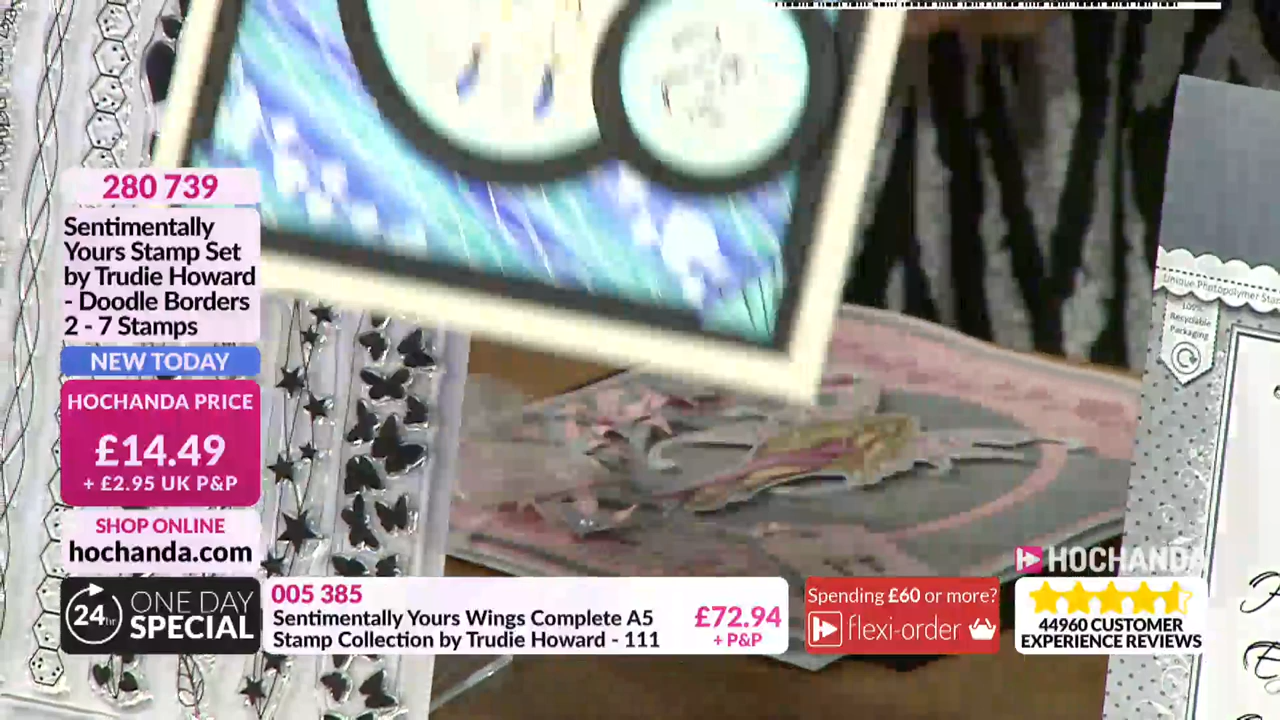 280 739
Sentimentally
Yours Stamp Set
by Trudie Howard
- Doodle Borders
2 - 7 Stamps
NEW TODAY
HOCHANDA PRICE
£14.49
+ £2.95 UK P&P
SHOP ONLINE
hochanda.com
24hr
ONE DAY
SPECIAL
005 385
Sentimentally Yours Wings Complete A5
Stamp Collection by Trudie Howard - 111
£72.94
+ P&P
Spending £60 or more?
flexi-order
HOCHANDA
44960 CUSTOMER
EXPERIENCE REVIEWS
Unique Photopolymer
100%
Recyclable
Packaging